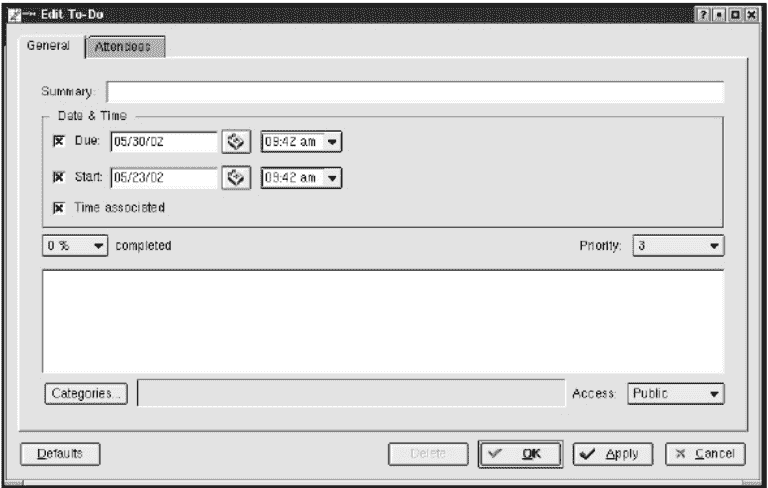 Edit To-Do
General Attendees
Summary:
Date & Time
Due: 05/30/02 09:42 am
Start: 05/23/02 09:42 am
Time associated
0 % completed Priority: 3
Categories... Access: Public
Defaults Delete OK Apply Cancel